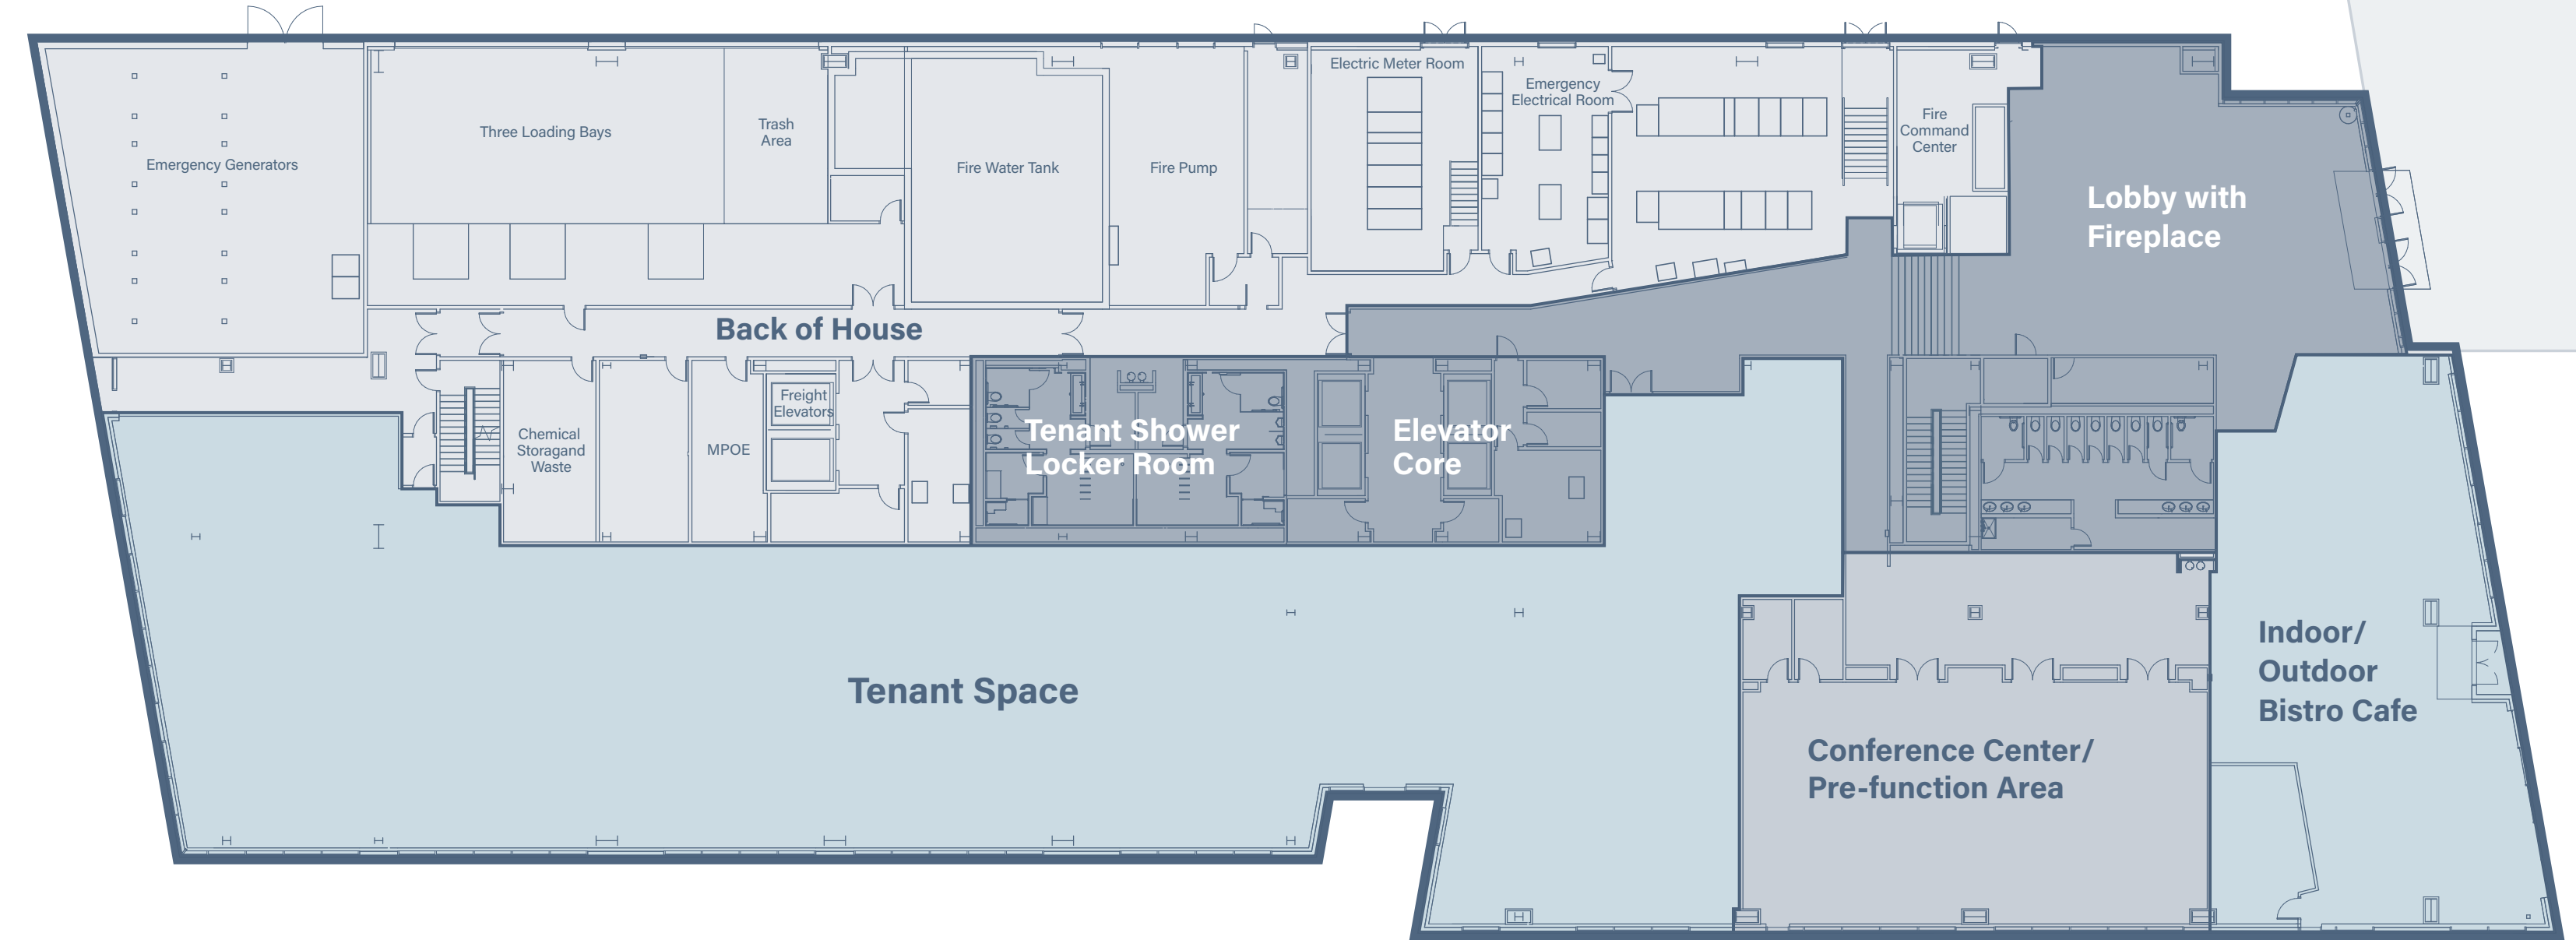 Electric Meter Room
Emergency
Electrical Room
Three Loading Bays
Trash
Area
Fire
Command
Center
Emergency Generators
Fire Water Tank
Fire Pump
Lobby with
Fireplace
Back of House
Freight
Elevators
Chemical
Storagand
Waste
MPOE
Tenant Shower
Locker Room
Elevator
Core
Tenant Space
Indoor/
Outdoor
Bistro Cafe
Conference Center/
Pre-function Area